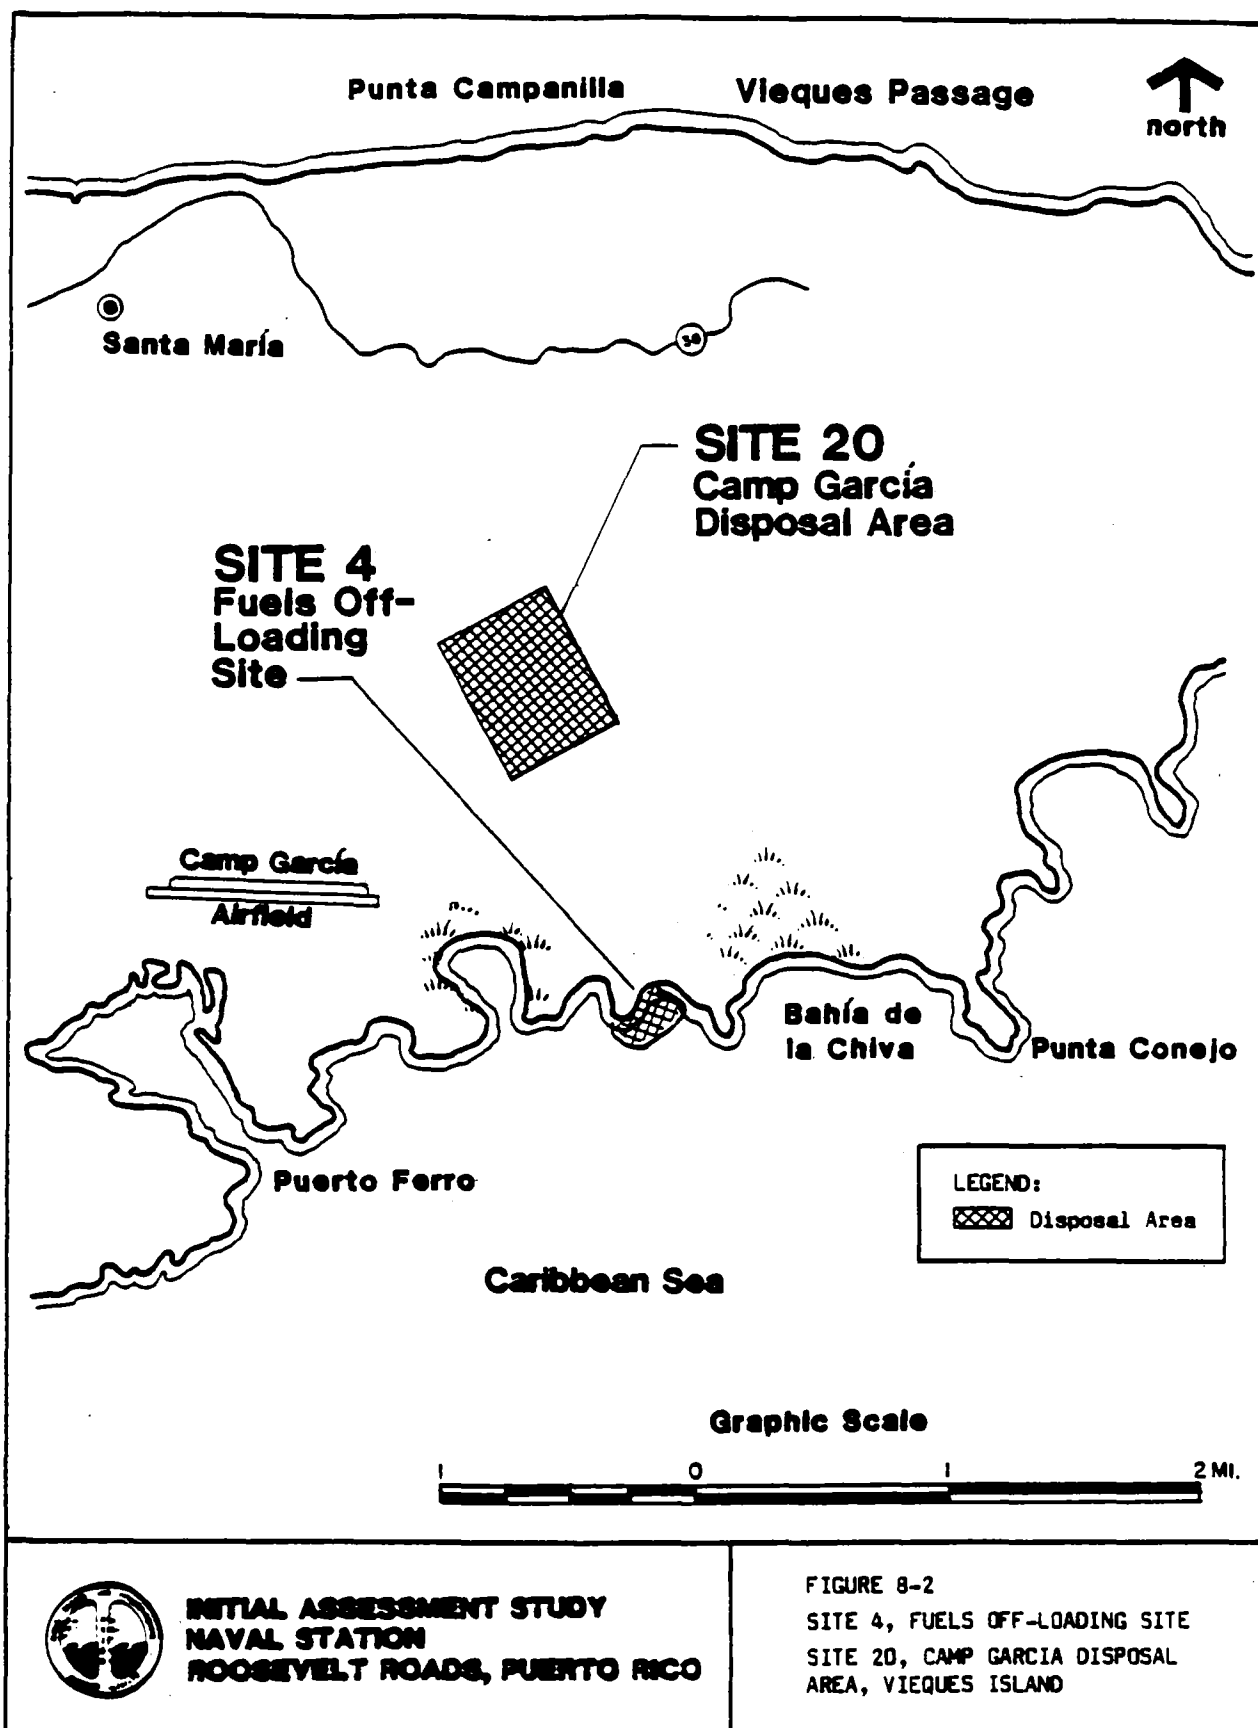 Punta Campanilla
Vieques Passage
north
Santa María
30
SITE 20
Camp García
Disposal Area
SITE 4
Fuels Off-
Loading
Site
Camp García
Airfield
Bahía de
la Chiva
Punta Conejo
Puerto Ferro
LEGEND:
Disposal Area
Caribbean Sea
Graphic Scale
1 0 1 2 MI.
INITIAL ASSESSMENT STUDY
NAVAL STATION
ROOSEVELT ROADS, PUERTO RICO
FIGURE 8-2
SITE 4, FUELS OFF-LOADING SITE
SITE 20, CAMP GARCIA DISPOSAL
AREA, VIEQUES ISLAND